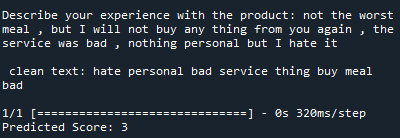 Describe your experience with the product: not the worst
meal , but I will not buy any thing from you again , the
service was bad , nothing personal but I hate it
clean text: hate personal bad service thing buy meal
bad
1/1 [==============================] - 0s 320ms/step
Predicted Score: 3